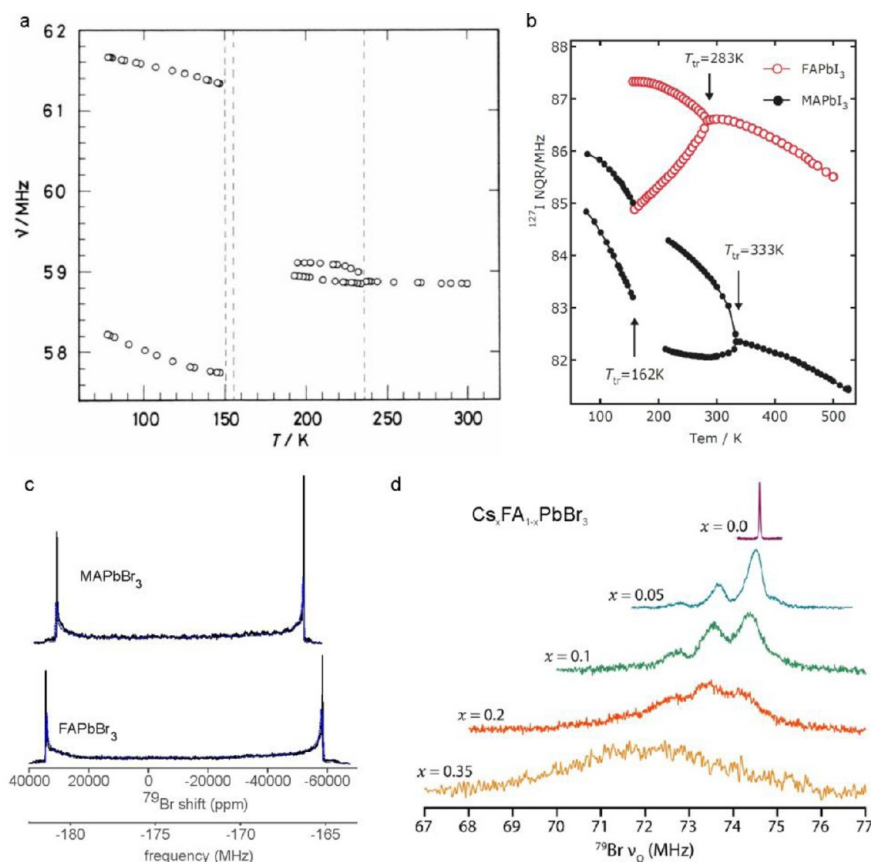 a
62
61
60
59
58
ν/MHz
100
150
200
250
300
T / K
b
88
87
86
85
84
83
82
¹²⁷I NQR/MHz
Ttr=283K
FAPbI₃
MAPbI₃
Ttr=333K
Ttr=162K
100
200
300
400
500
Tem / K
c
MAPbBr₃
FAPbBr₃
40000
20000
0
-20000
-40000
-60000
⁷⁹Br shift (ppm)
-180
-175
-170
-165
frequency (MHz)
d
CsₓFA₁₋ₓPbBr₃
x = 0.0
x = 0.05
x = 0.1
x = 0.2
x = 0.35
67
68
69
70
71
72
73
74
75
76
77
⁷⁹Br νQ (MHz)